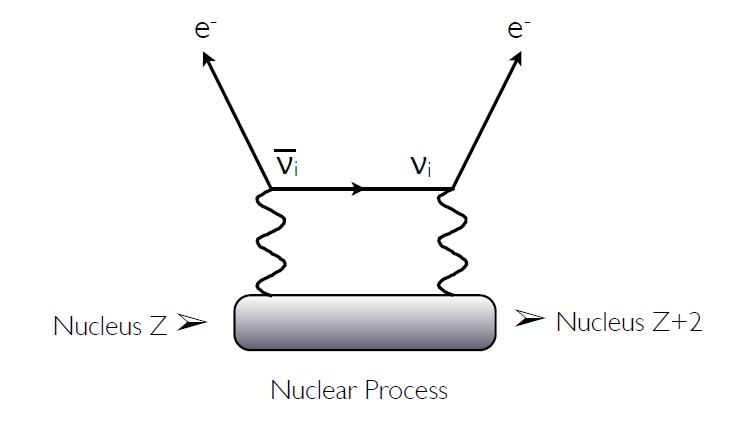 e⁻ e⁻
ν̅ᵢ νᵢ
Nucleus Z Nucleus Z+2
Nuclear Process